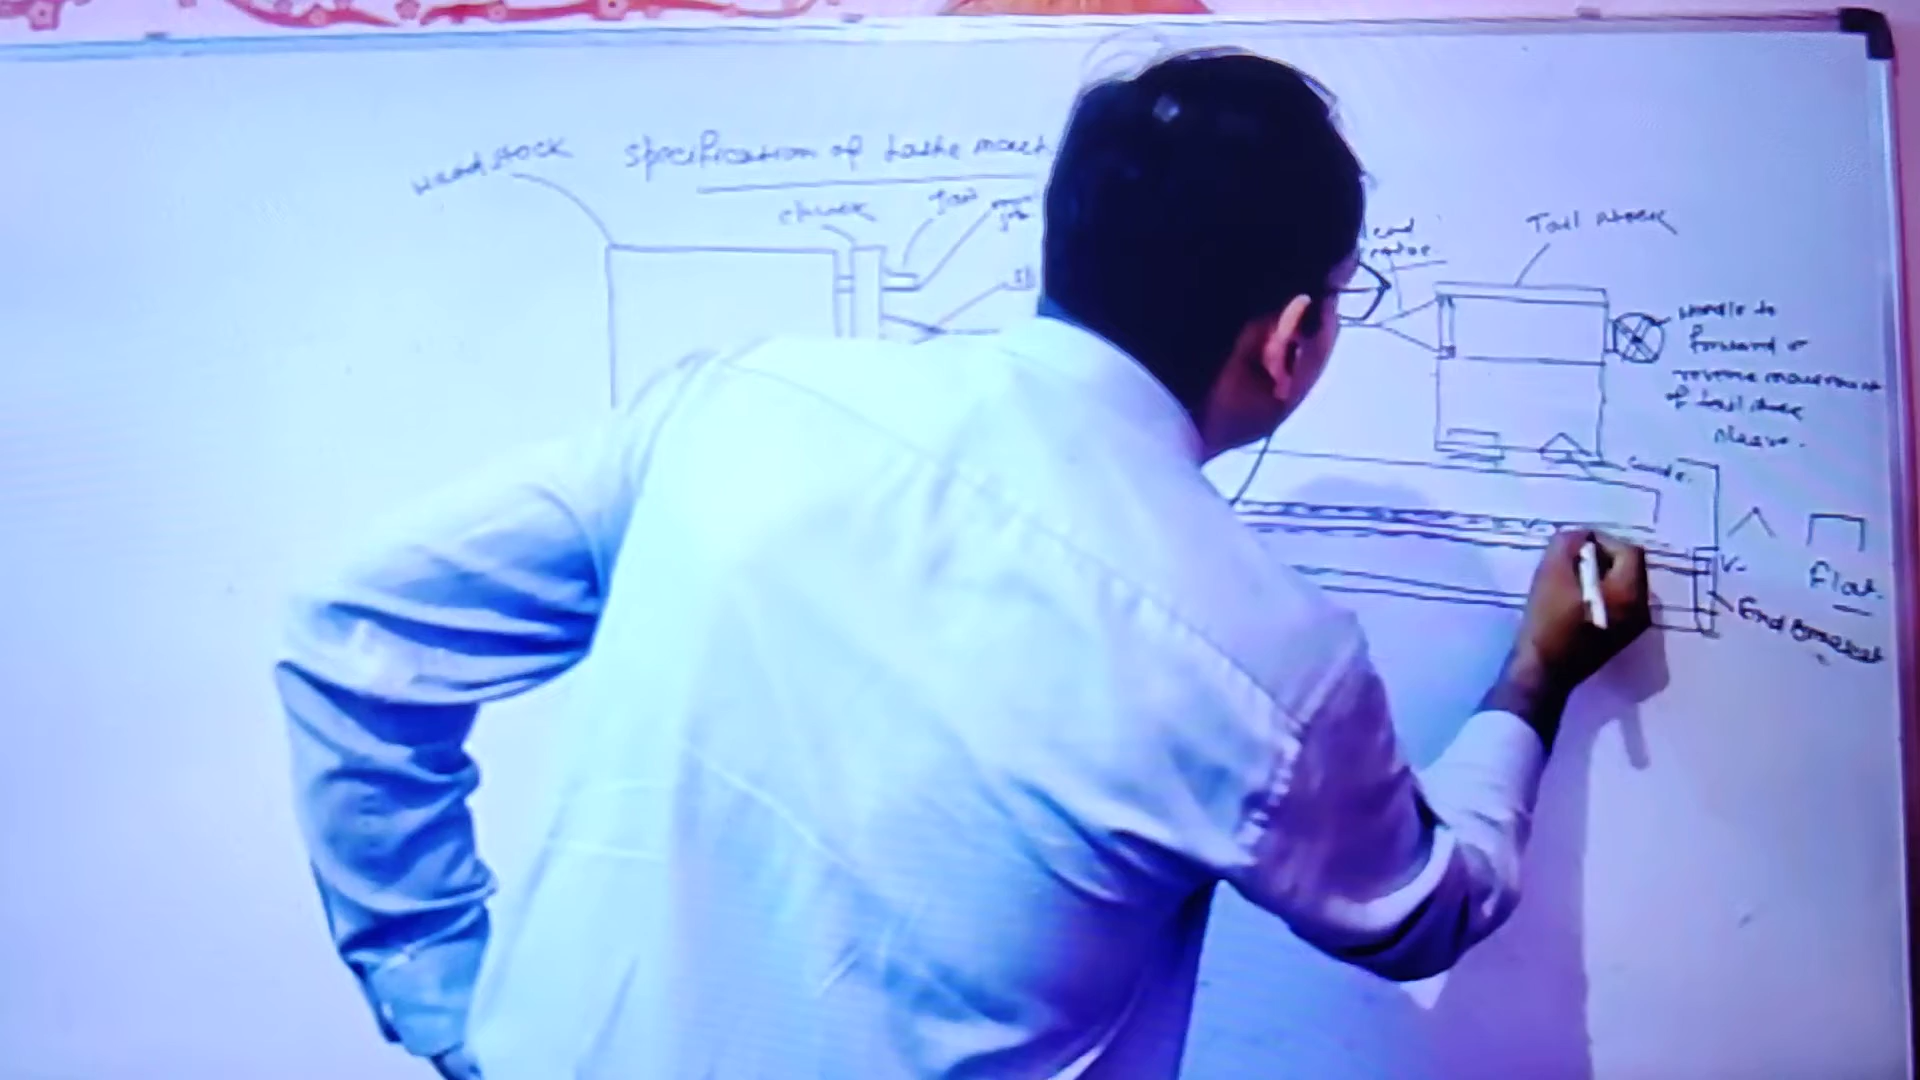 Head stock
Specification of Lathe mach
chuck
Jaw
Tail stock
Handle to
forward or
reverse movement
of tail stock
sleeve.
Guide.
V-
Flat.
End Bracket